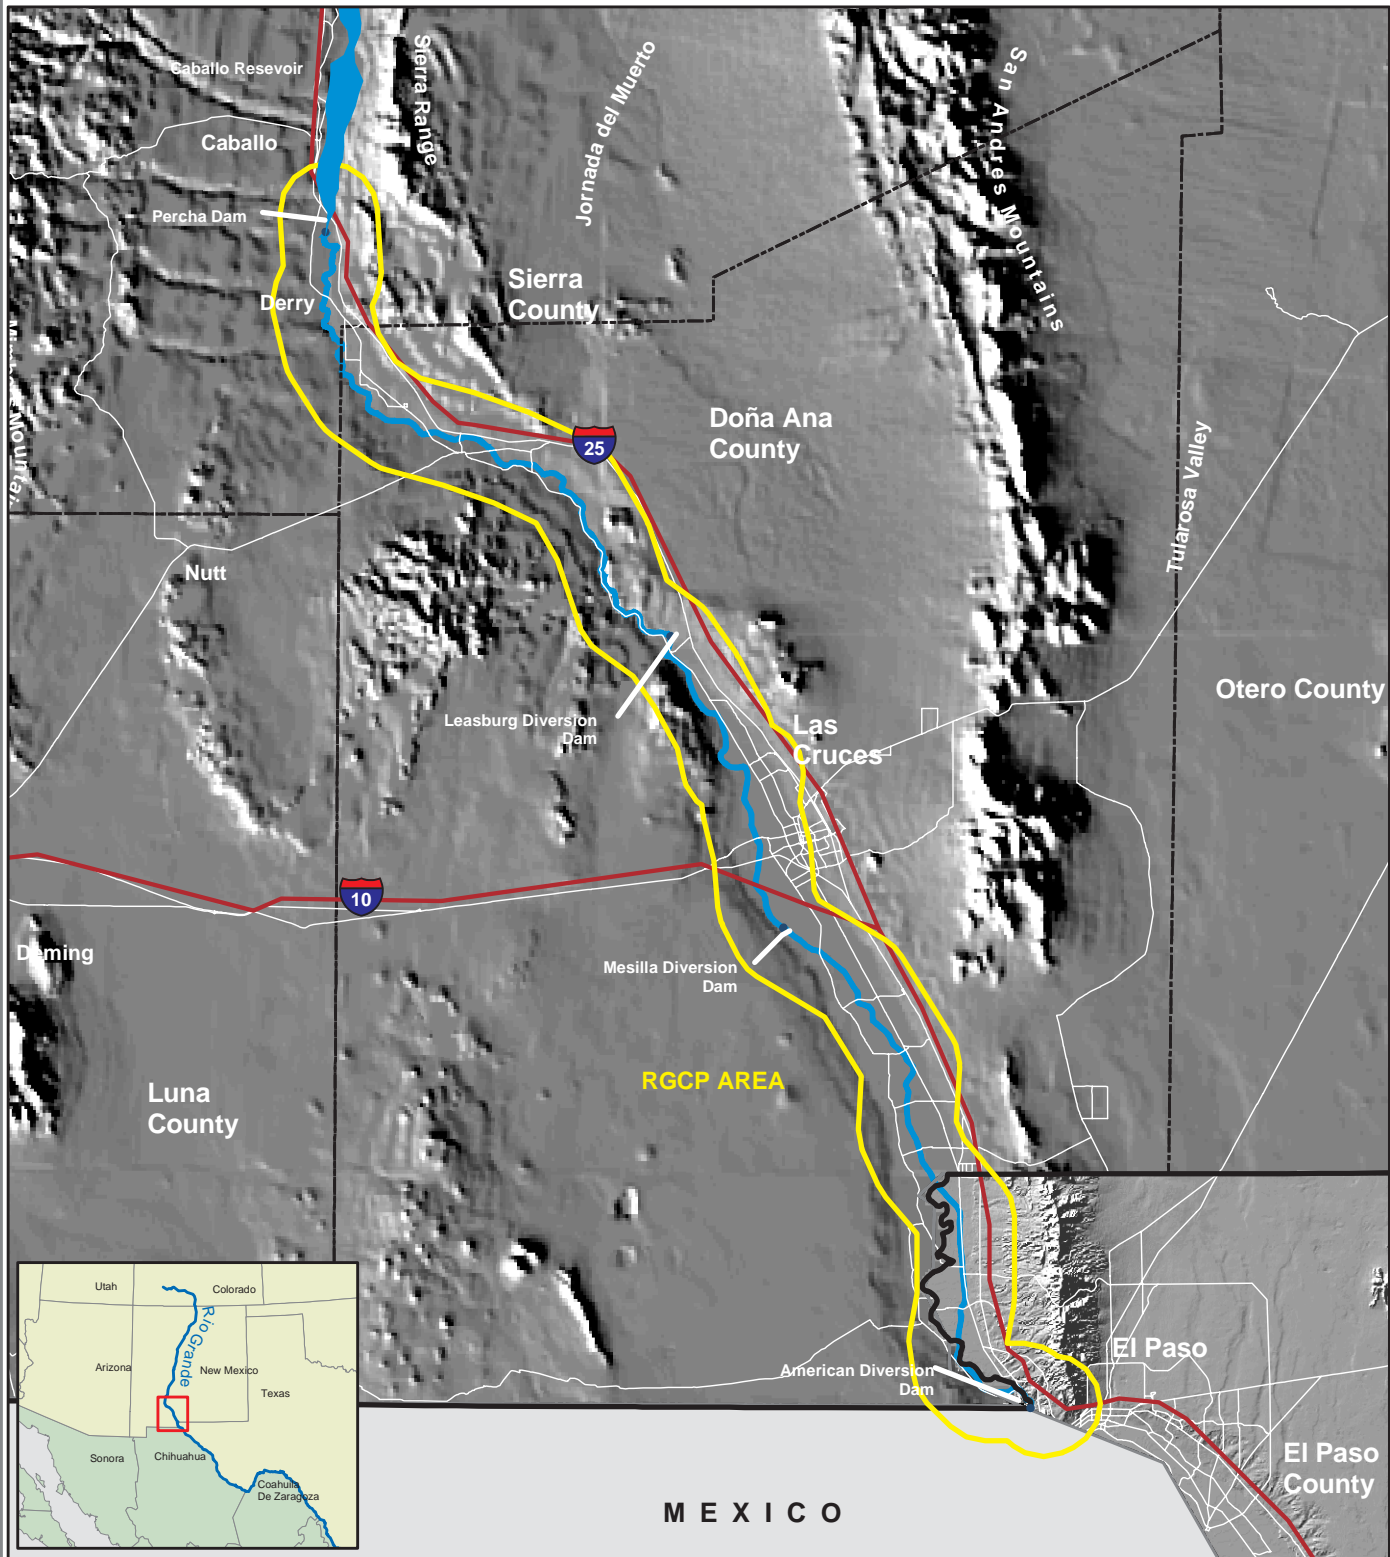 Caballo Resevoir
Sierra Range
Jornada del Muerto
San Andres Mountains
Caballo
Percha Dam
Derry
Sierra
County
25
Doña Ana
County
Tularosa Valley
Nutt
Otero County
Leasburg Diversion
Dam
Las
Cruces
10
Deming
Mesilla Diversion
Dam
RGCP AREA
Luna
County
El Paso
American Diversion
Dam
El Paso
County
MEXICO
Utah
Colorado
Rio Grande
Arizona
New Mexico
Texas
Sonora
Chihuahua
Coahuila
De Zaragoza